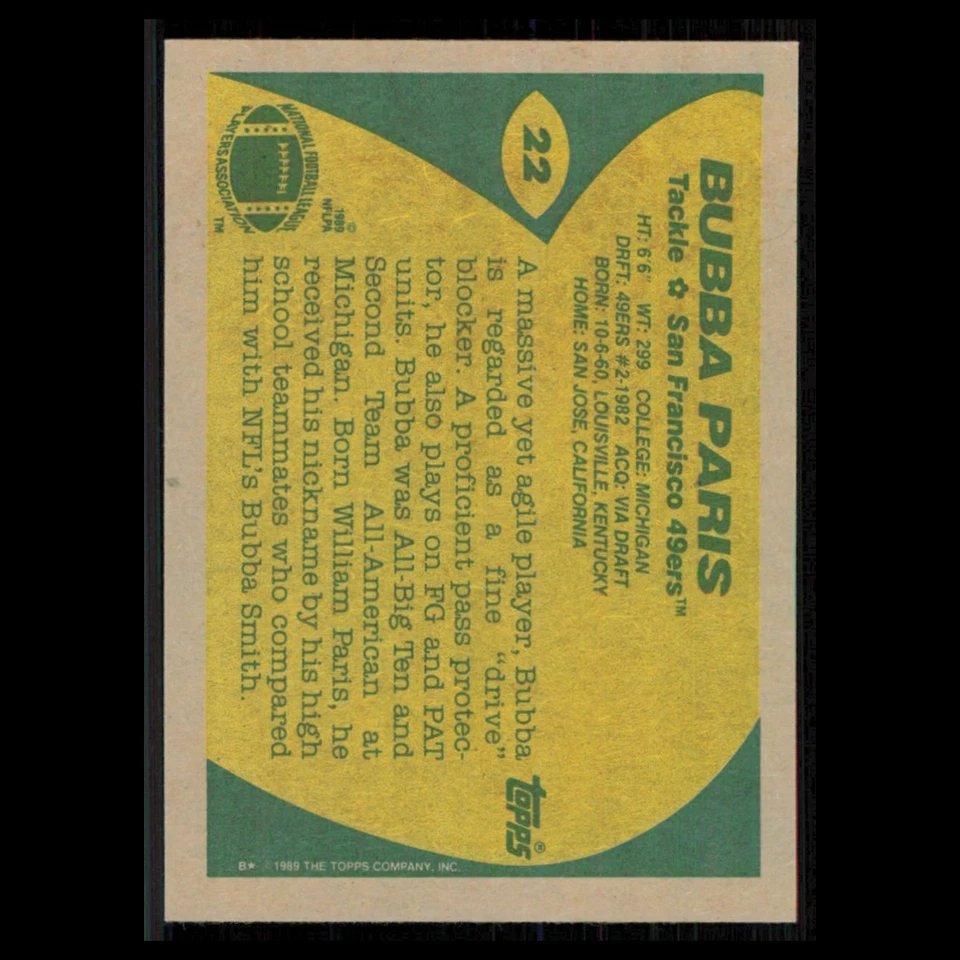 22
BUBBA PARIS
Tackle ✿ San Francisco 49ers™
HT: 6'6" WT: 299 COLLEGE: MICHIGAN
DRFT: 49ERS #2-1982 ACQ: VIA DRAFT
BORN: 10-6-60, LOUISVILLE, KENTUCKY
HOME: SAN JOSE, CALIFORNIA
A massive yet agile player, Bubba
is regarded as a fine "drive"
blocker. A proficient pass protec-
tor, he also plays on FG and PAT
units. Bubba was All-Big Ten and
Second Team All-American at
Michigan. Born William Paris, he
received his nickname by his high
school teammates who compared
him with NFL's Bubba Smith.
NATIONAL FOOTBALL LEAGUE
PLAYERS ASSOCIATION
™
©
1989
NFLPA
topps®
B* ©1989 THE TOPPS COMPANY, INC.